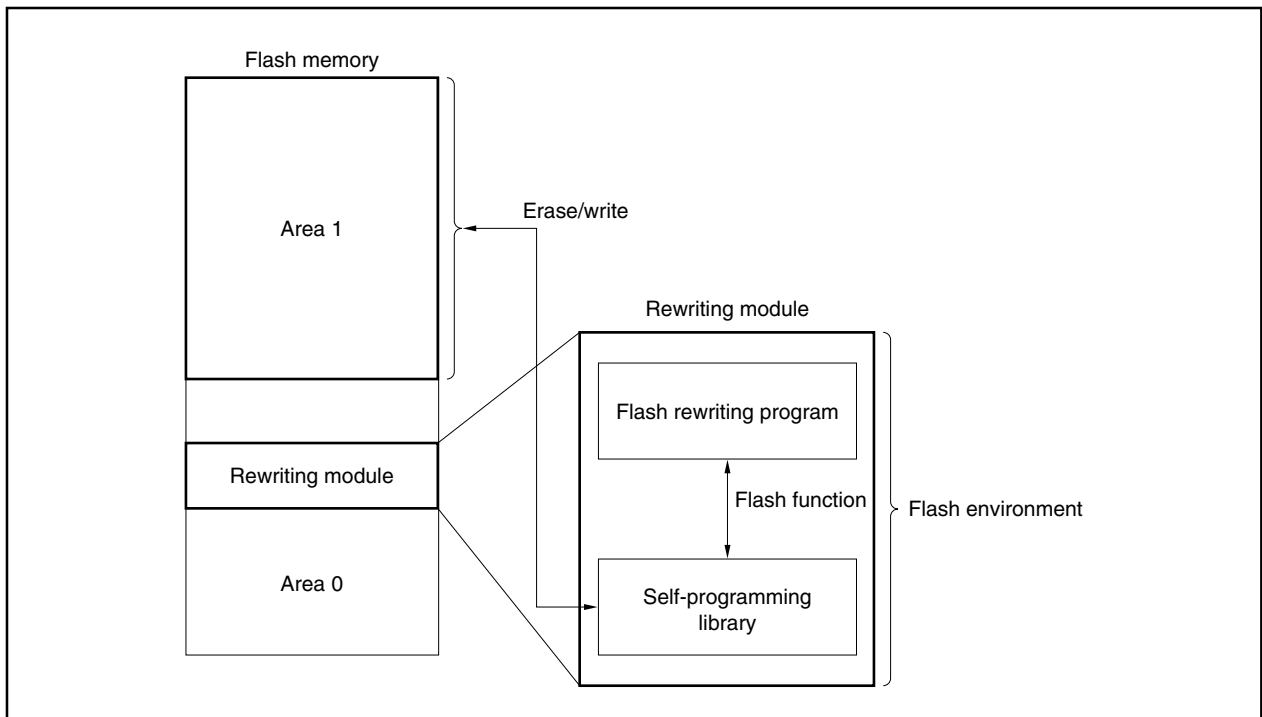 Flash memory
Area 1
Erase/write
Rewriting module
Flash rewriting program
Rewriting module
Flash function
Flash environment
Area 0
Self-programming
library